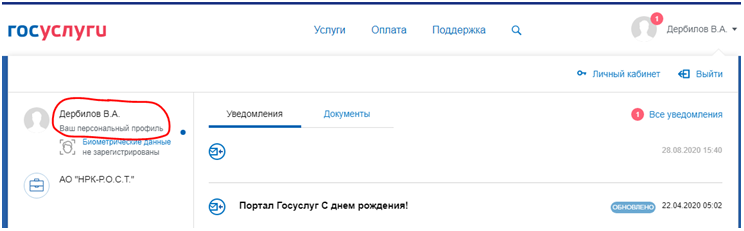 госуслуги
Услуги Оплата Поддержка
1
Дербилов В.А.
Личный кабинет Выйти
Дербилов В.А.
Ваш персональный профиль
Биометрические данные
не зарегистрированы
АО "НРК-Р.О.С.Т."
Уведомления Документы
1 Все уведомления
28.08.2020 15:40
Портал Госуслуг С днем рождения! ОБНОВЛЕНО 22.04.2020 05:02